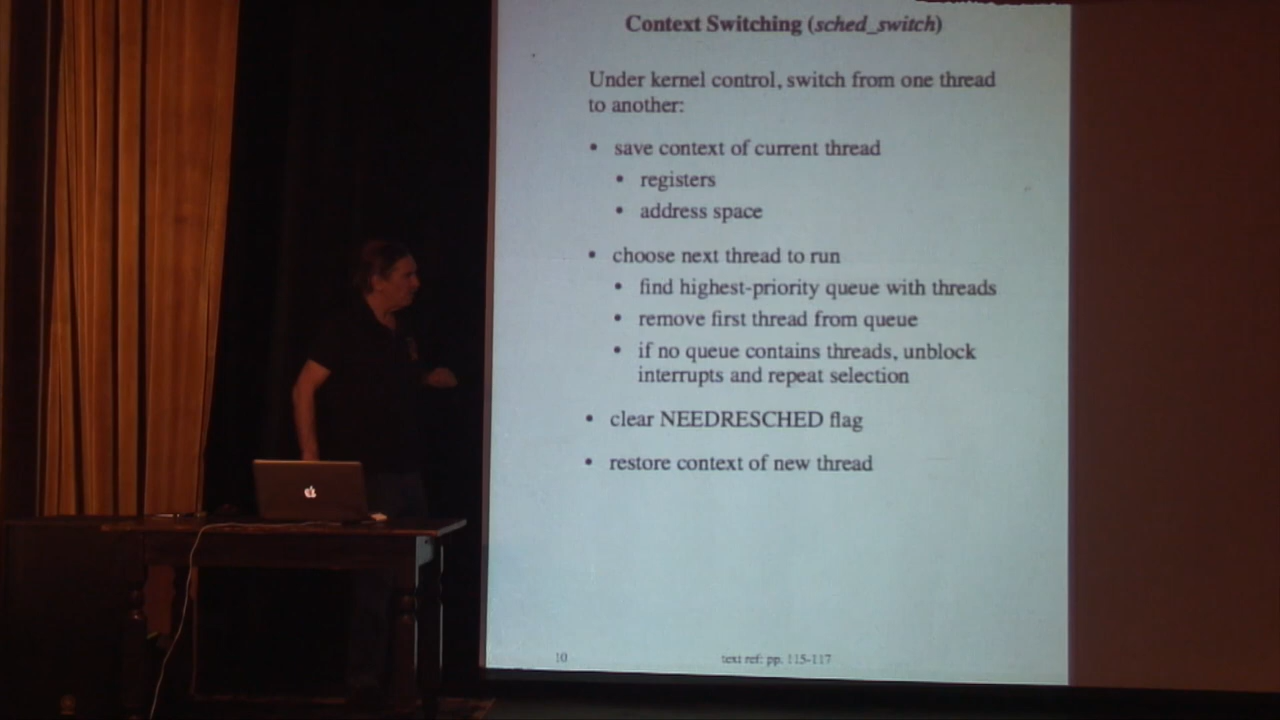 Context Switching (sched_switch)
Under kernel control, switch from one thread
to another:
• save context of current thread
• registers
• address space
• choose next thread to run
• find highest-priority queue with threads
• remove first thread from queue
• if no queue contains threads, unblock
interrupts and repeat selection
• clear NEEDRESCHED flag
• restore context of new thread
10
text ref: pp. 115-117